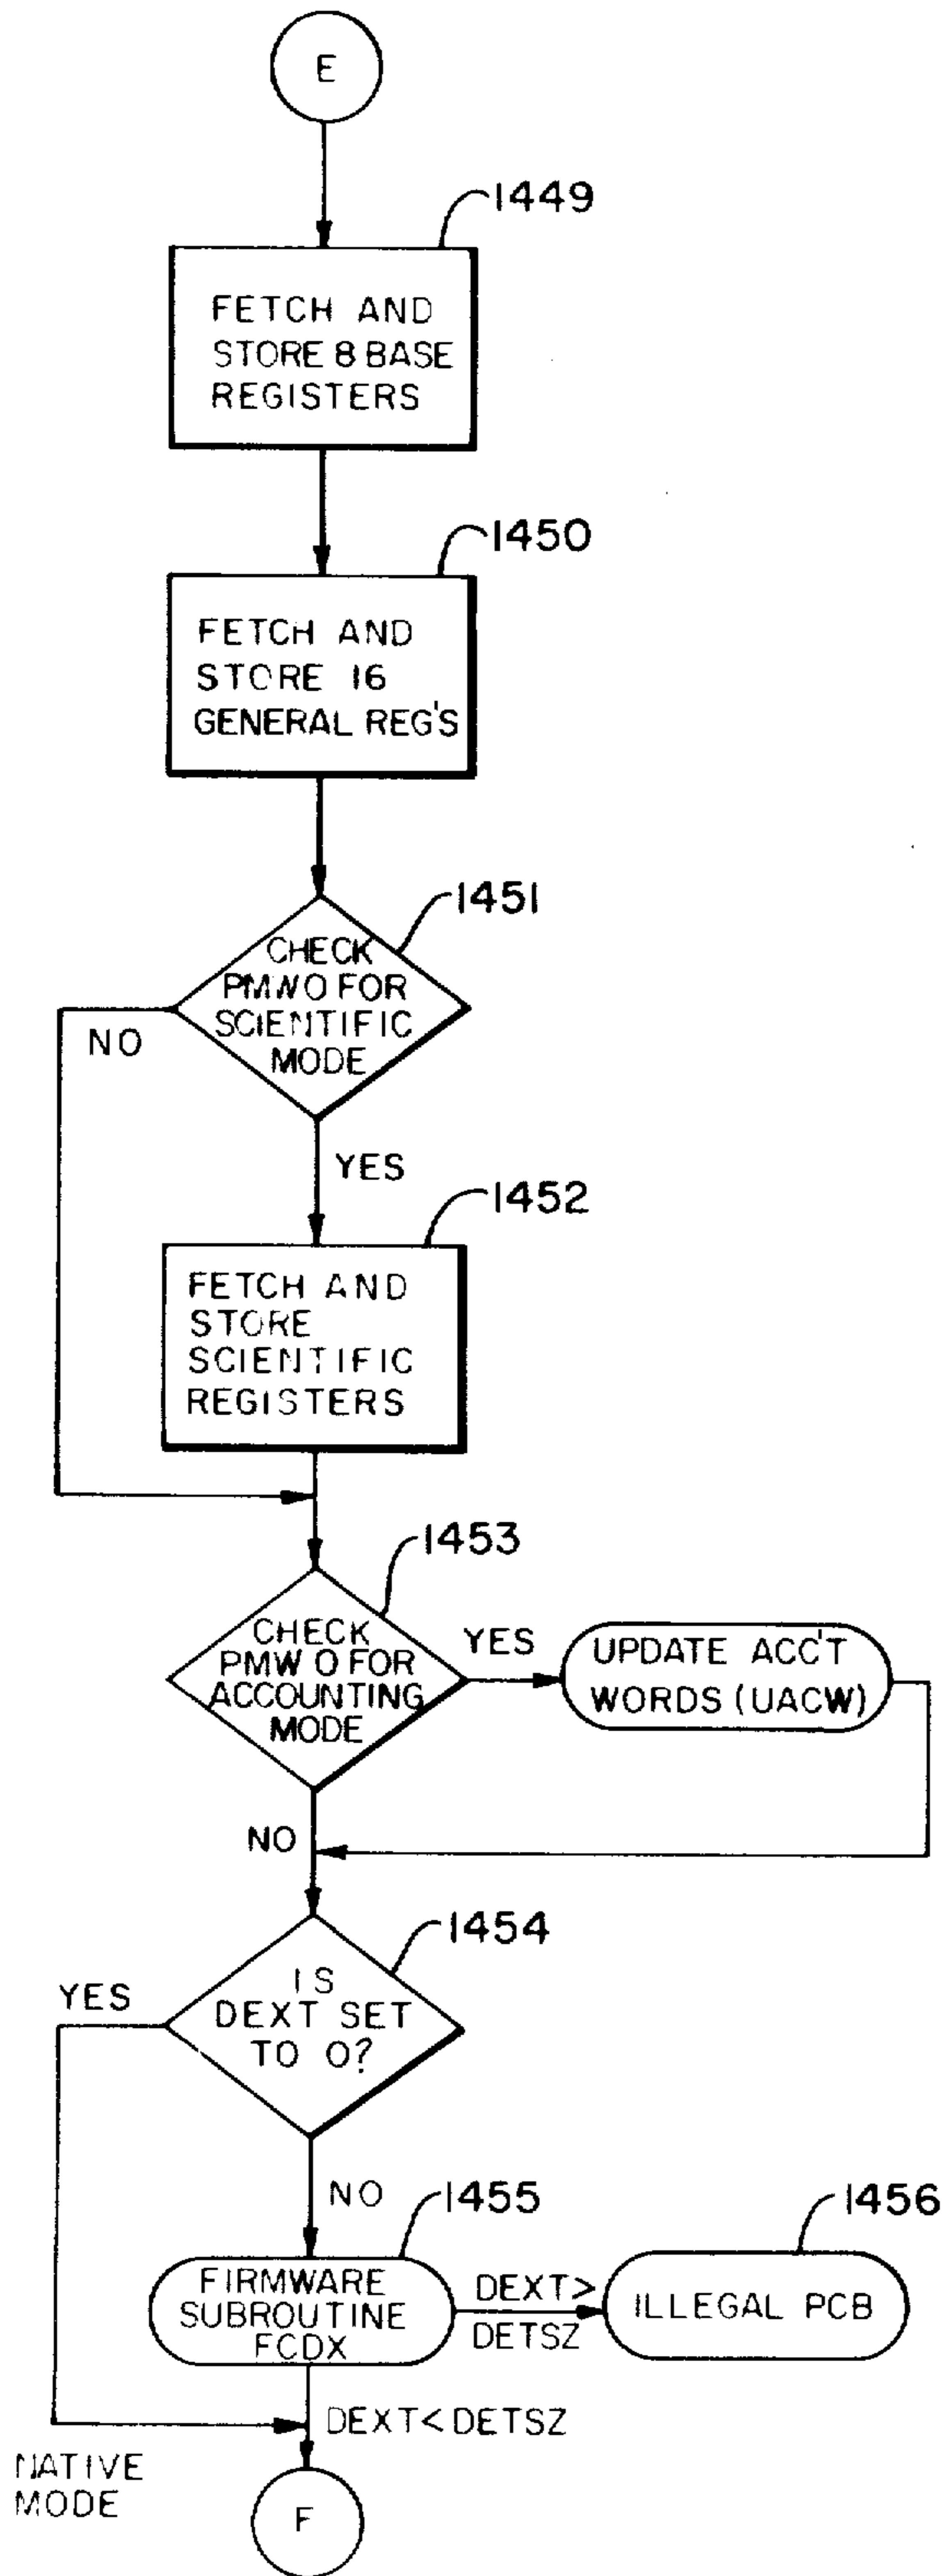 E
1449
FETCH AND
STORE 8 BASE
REGISTERS
1450
FETCH AND
STORE 16
GENERAL REG'S
1451
CHECK
PMW0 FOR
SCIENTIFIC
MODE
NO
YES
1452
FETCH AND
STORE
SCIENTIFIC
REGISTERS
1453
CHECK
PMW 0 FOR
ACCOUNTING
MODE
YES
UPDATE ACC'T
WORDS (UACW)
NO
1454
IS
DEXT SET
TO 0?
YES
NO
1455
FIRMWARE
SUBROUTINE
FCDX
DEXT>
DETSZ
1456
ILLEGAL PCB
DEXT<DETSZ
NATIVE
MODE
F